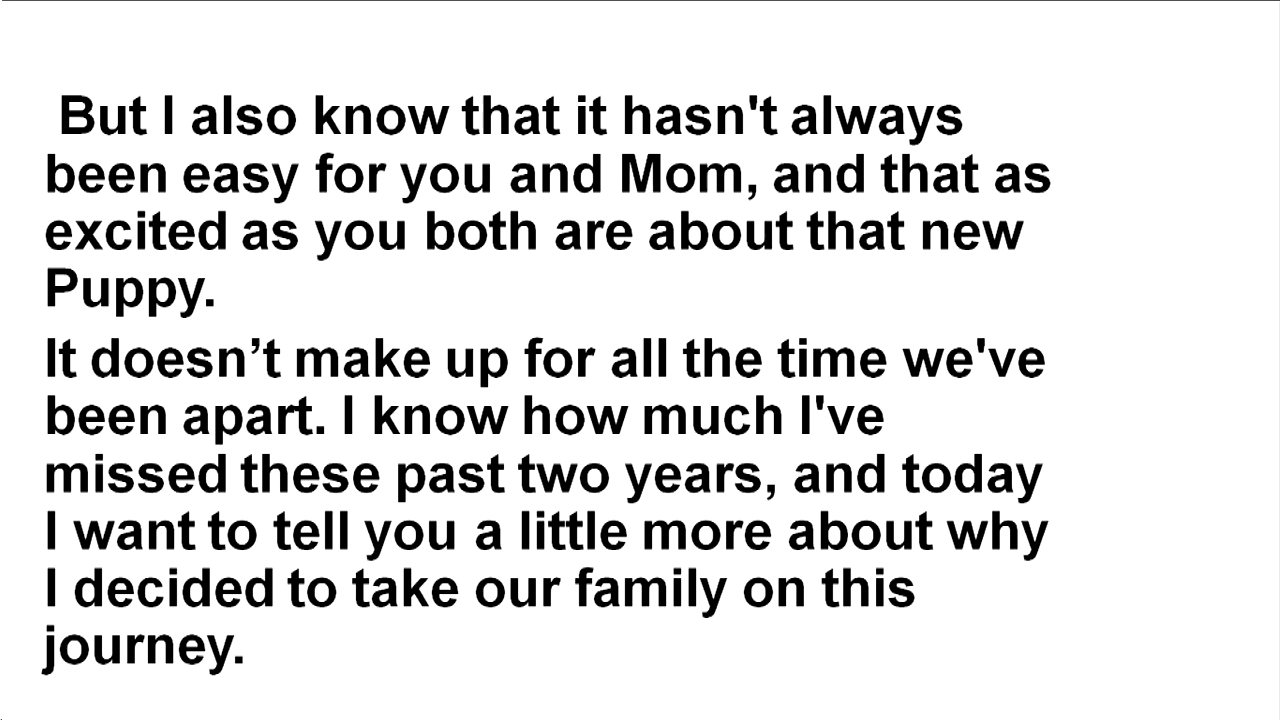 But I also know that it hasn't always
been easy for you and Mom, and that as
excited as you both are about that new
Puppy.
It doesn’t make up for all the time we've
been apart. I know how much I've
missed these past two years, and today
I want to tell you a little more about why
I decided to take our family on this
journey.